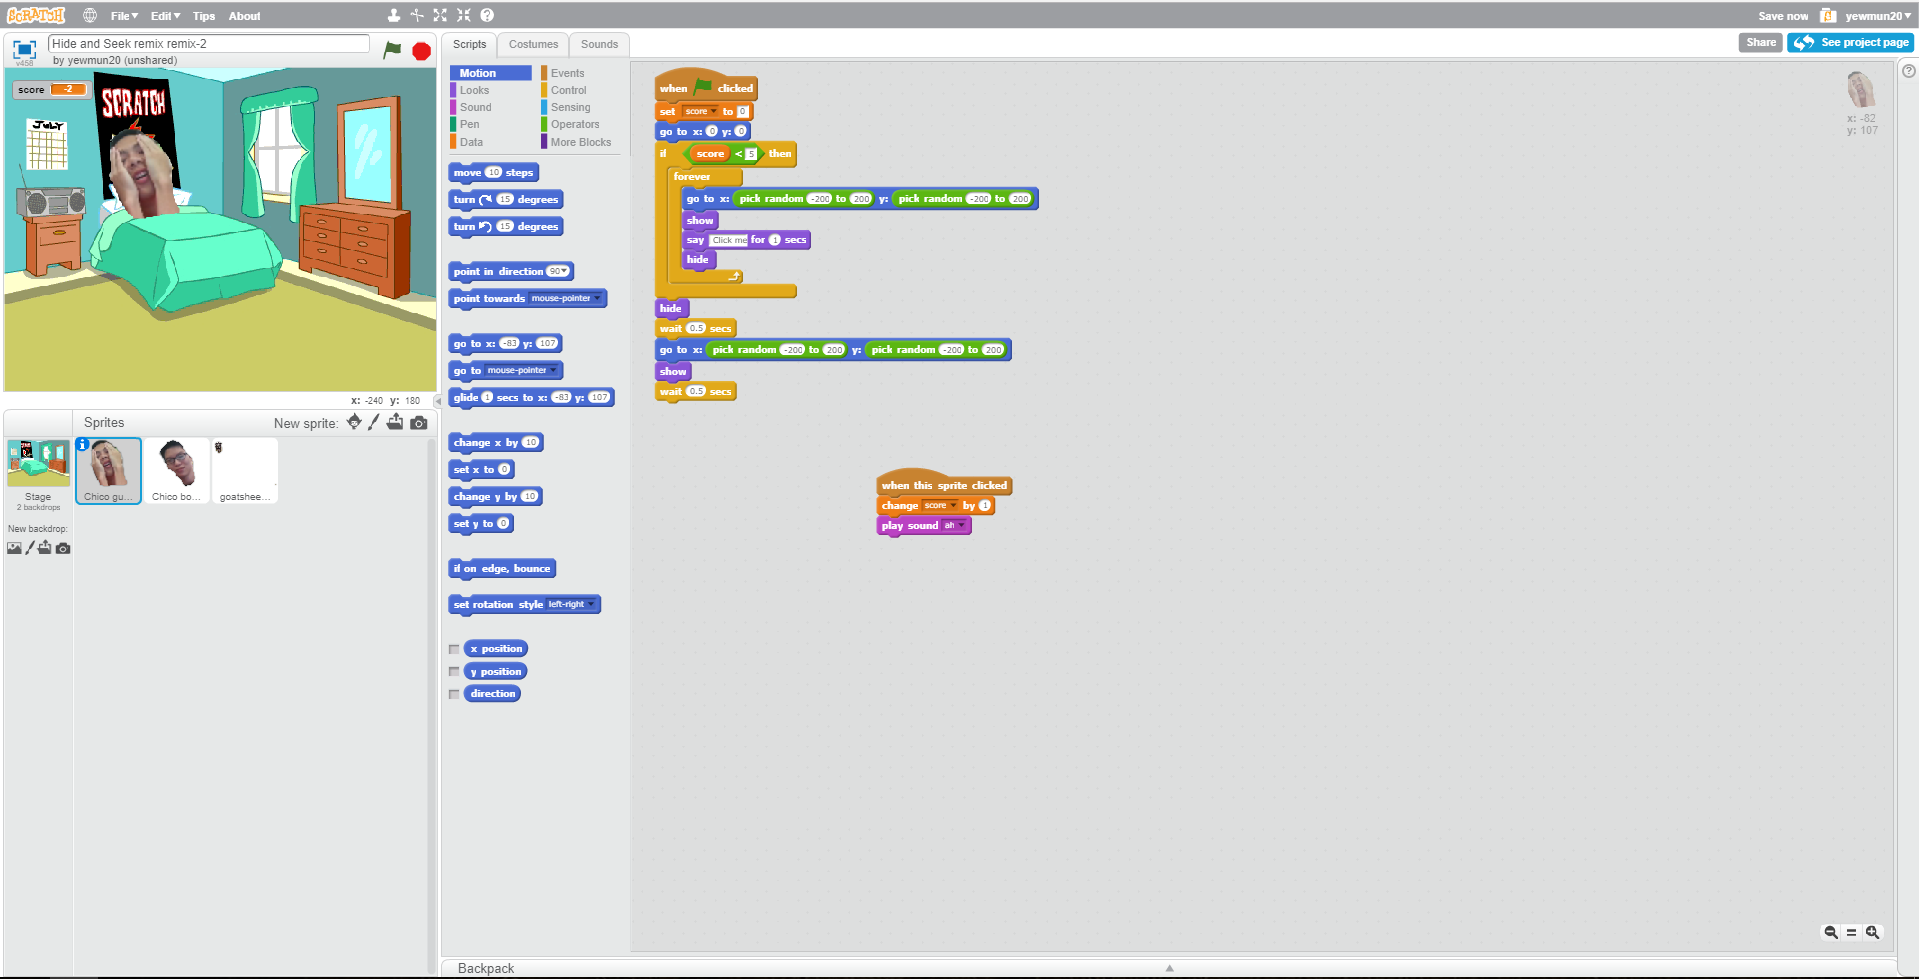 SCRATCH File▾ Edit▾ Tips About Save now yewmun20▾
Hide and Seek remix remix-2
by yewmun20 (unshared)
v456
Scripts Costumes Sounds
Share See project page
score -2
SCRATCH
JULY
Motion Events
Looks Control
Sound Sensing
Pen Operators
Data More Blocks
move 10 steps
turn 15 degrees
turn 15 degrees
point in direction 90▾
point towards mouse-pointer
go to x: -83 y: 107
go to mouse-pointer
glide 1 secs to x: -83 y: 107
change x by 10
set x to 0
change y by 10
set y to 0
if on edge, bounce
set rotation style left-right
x position
y position
direction
when clicked
set score to 0
go to x: 0 y: 0
if score < 5 then
forever
go to x: pick random -200 to 200 y: pick random -200 to 200
show
say Click me for 1 secs
hide
hide
wait 0.5 secs
go to x: pick random -200 to 200 y: pick random -200 to 200
show
wait 0.5 secs
when this sprite clicked
change score by 1
play sound ah
x: -82
y: 107
x: -240 y: 180
Sprites New sprite:
Stage
2 backdrops
New backdrop:
Chico gu... Chico bo... goatshee...
Backpack